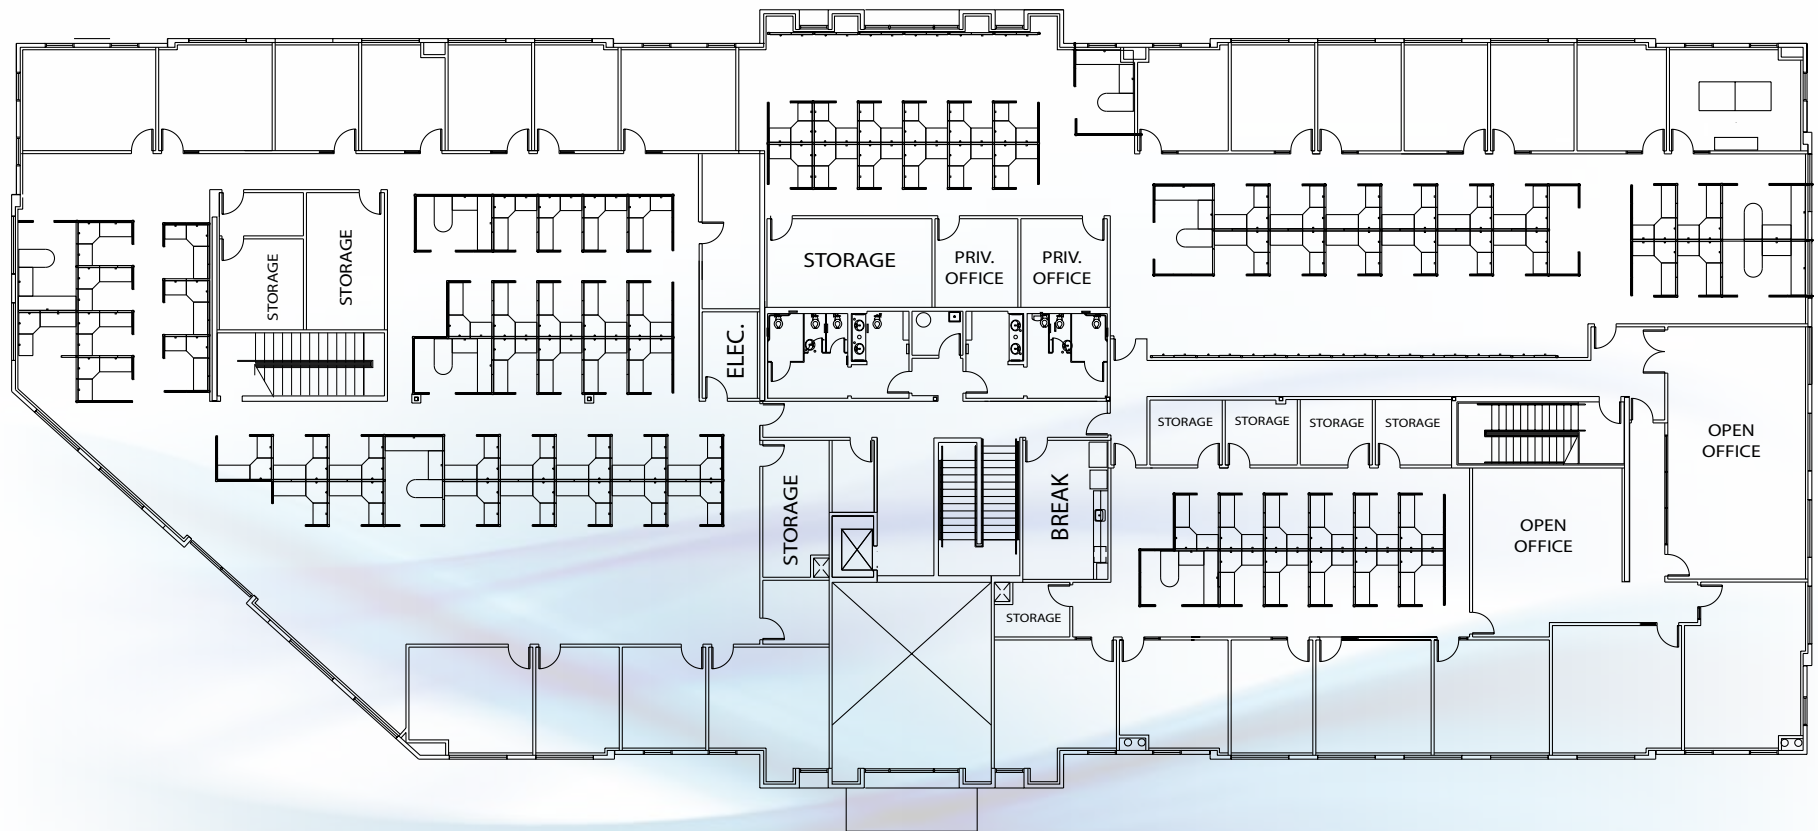 STORAGE
STORAGE
STORAGE
PRIV.
OFFICE
PRIV.
OFFICE
ELEC.
STORAGE
STORAGE
STORAGE
STORAGE
OPEN
OFFICE
STORAGE
BREAK
OPEN
OFFICE
STORAGE